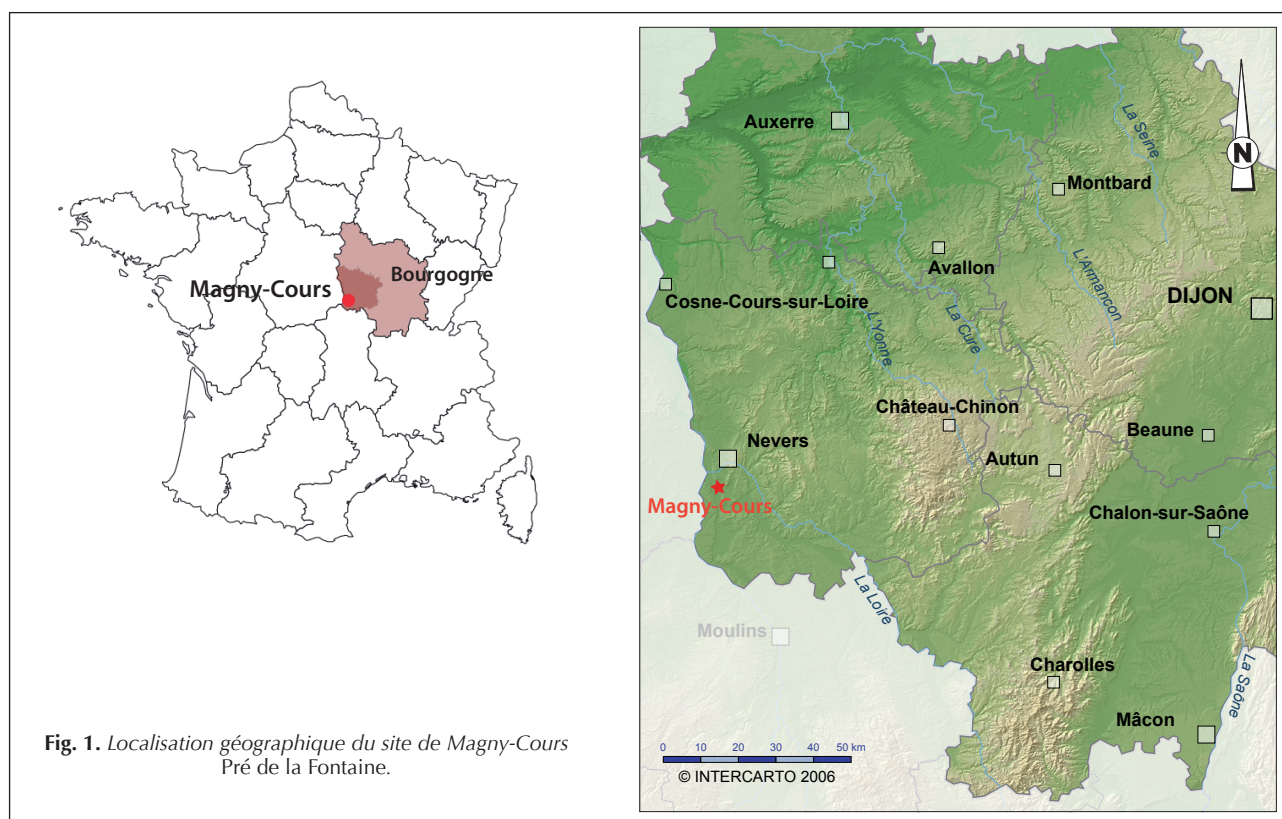 Bourgogne
Magny-Cours
Fig. 1. Localisation géographique du site de Magny-Cours
Pré de la Fontaine.
Auxerre
La Seine
N
Montbard
Avallon
L'Armançon
Cosne-Cours-sur-Loire
L'Yonne
La Cure
DIJON
Château-Chinon
Beaune
Nevers
Autun
Magny-Cours
Chalon-sur-Saône
La Loire
Moulins
Charolles
La Saône
Mâcon
0 10 20 30 40 50 km
© INTERCARTO 2006